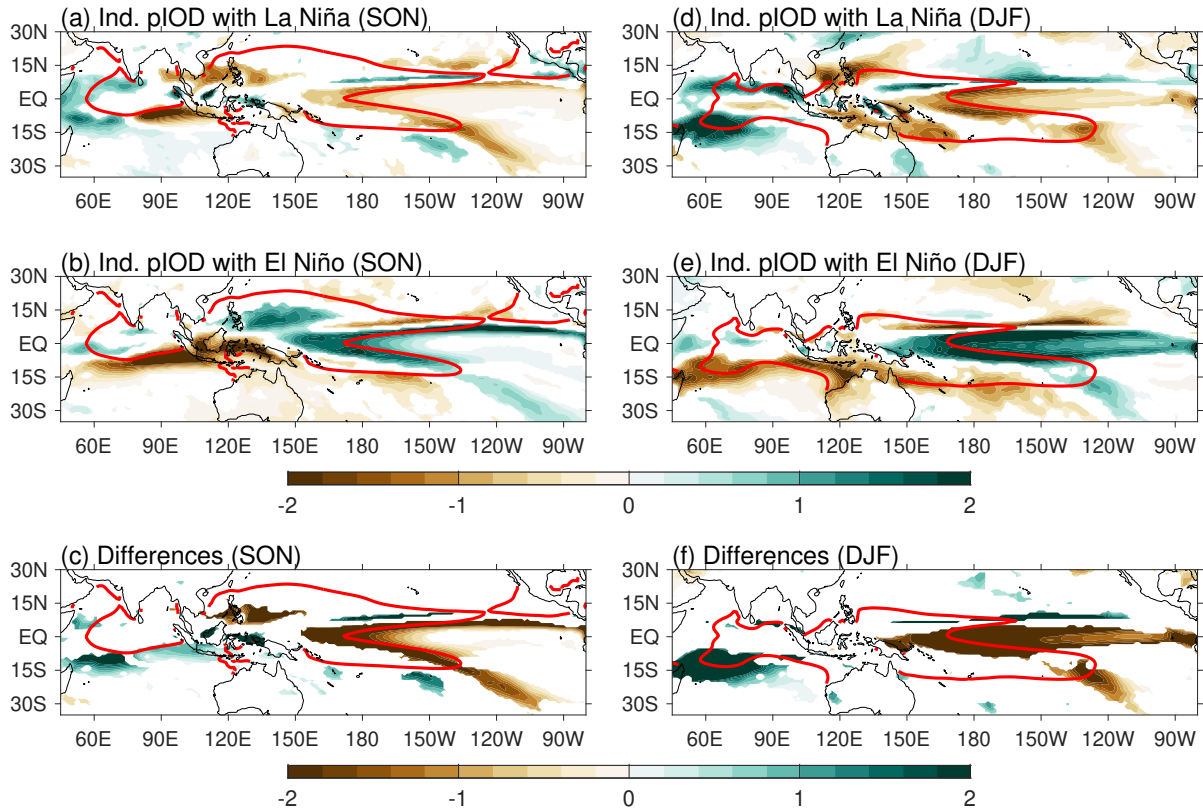 (a) Ind. pIOD with La Niña (SON)
30N
15N
EQ
15S
30S
60E 90E 120E 150E 180 150W 120W 90W
(d) Ind. pIOD with La Niña (DJF)
30N
15N
EQ
15S
30S
60E 90E 120E 150E 180 150W 120W 90W
(b) Ind. pIOD with El Niño (SON)
30N
15N
EQ
15S
30S
60E 90E 120E 150E 180 150W 120W 90W
(e) Ind. pIOD with El Niño (DJF)
30N
15N
EQ
15S
30S
60E 90E 120E 150E 180 150W 120W 90W
-2 -1 0 1 2
(c) Differences (SON)
30N
15N
EQ
15S
30S
60E 90E 120E 150E 180 150W 120W 90W
(f) Differences (DJF)
30N
15N
EQ
15S
30S
60E 90E 120E 150E 180 150W 120W 90W
-2 -1 0 1 2